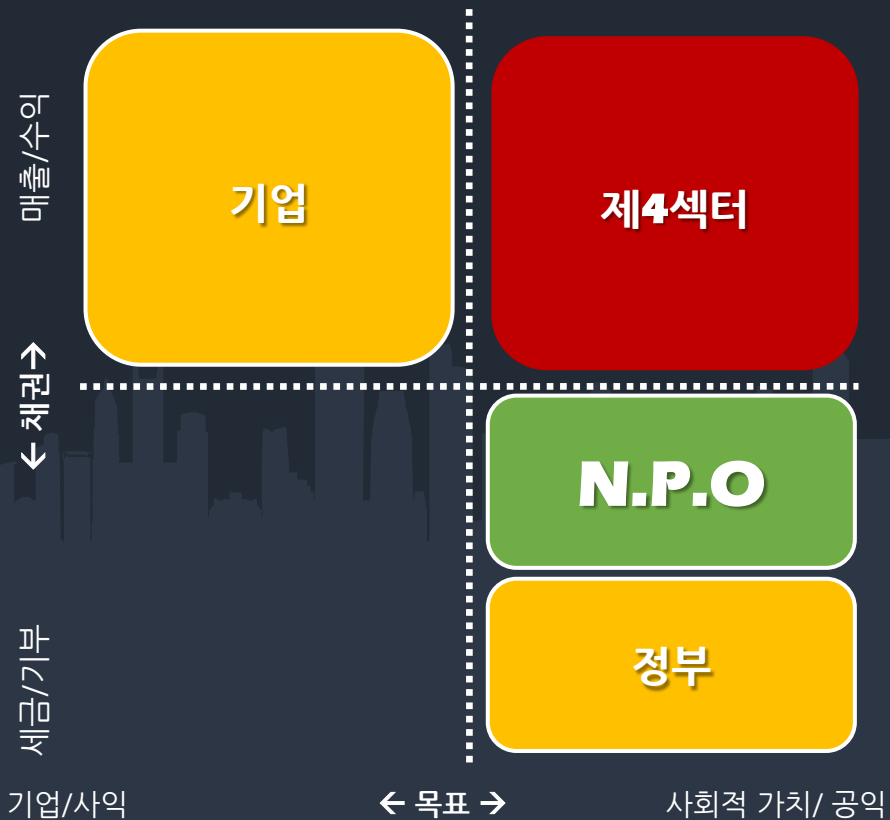 매출/수익
기업
제4섹터
← 채권→
N.P.O
정부
세금/기부
기업/사익
← 목표 →
사회적 가치/ 공익